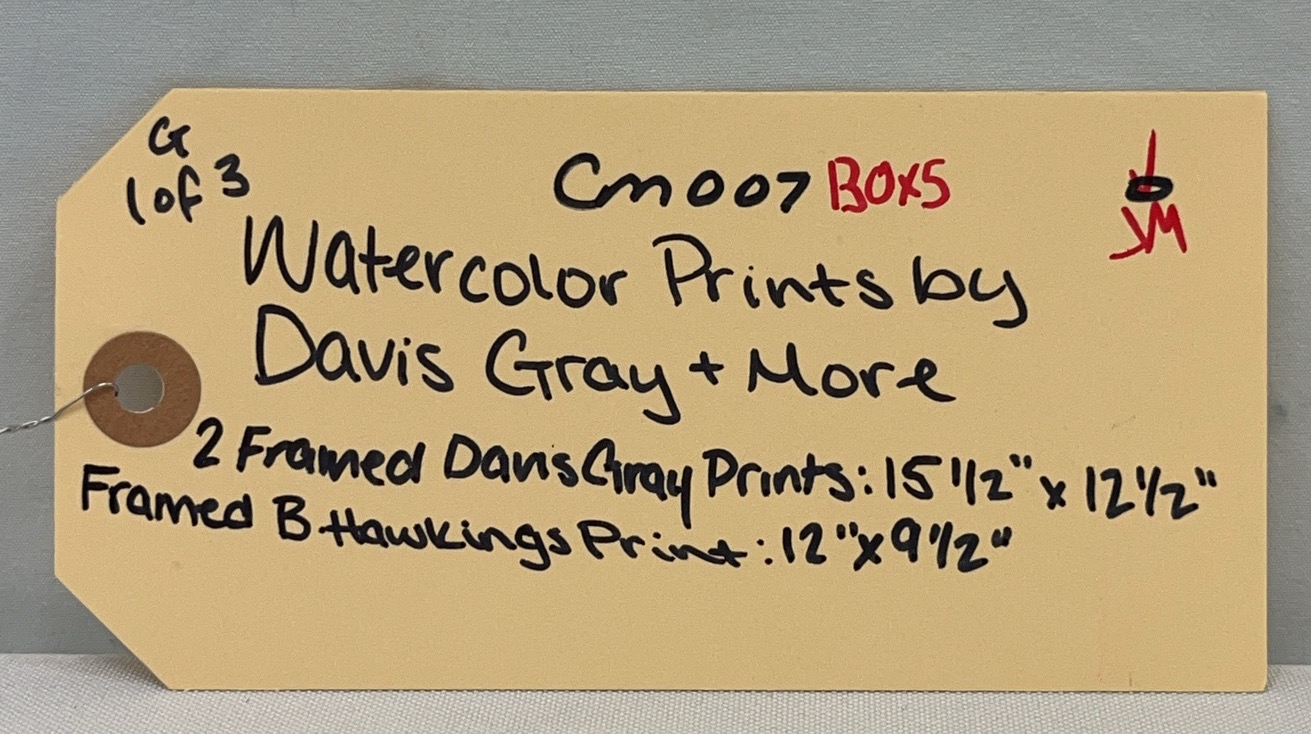 G
1 of 3
Cm007 BOX5
JM
Watercolor Prints by
Davis Gray + More
2 Framed Davis Gray Prints: 15 1/2" x 12 1/2"
Framed B Hawkings Print: 12" x 9 1/2"